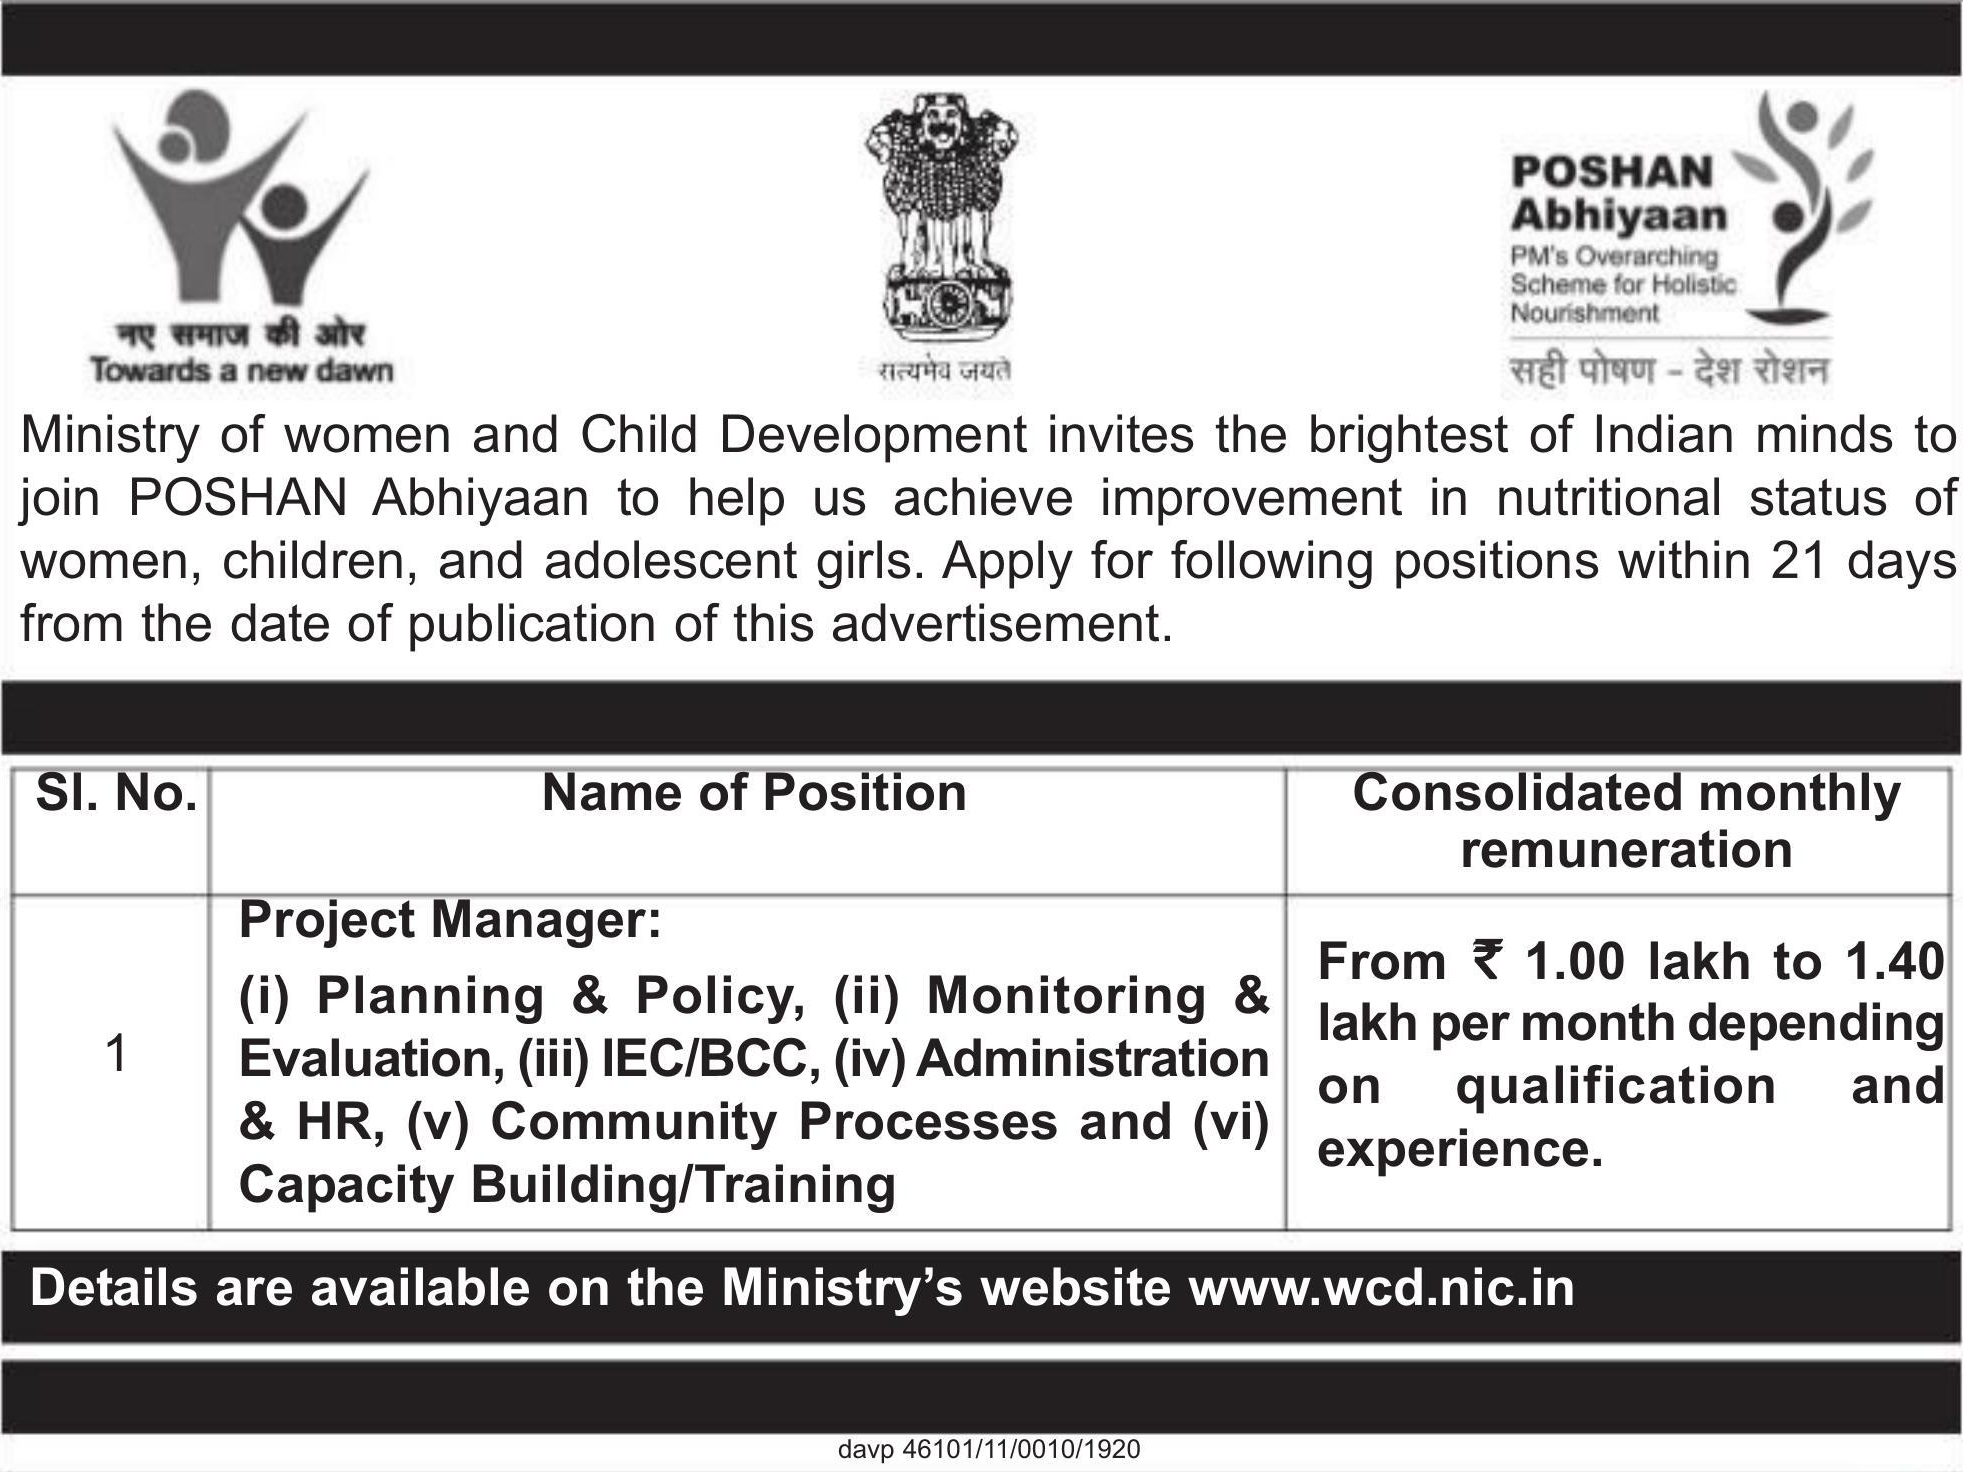 नए समाज की ओर
Towards a new dawn
सत्यमेव जयते
POSHAN
Abhiyaan
PM's Overarching
Scheme for Holistic
Nourishment
सही पोषण - देश रोशन
Ministry of women and Child Development invites the brightest of Indian minds to
join POSHAN Abhiyaan to help us achieve improvement in nutritional status of
women, children, and adolescent girls. Apply for following positions within 21 days
from the date of publication of this advertisement.
Sl. No.
Name of Position
Consolidated monthly
remuneration
1
Project Manager:
(i) Planning & Policy, (ii) Monitoring &
Evaluation, (iii) IEC/BCC, (iv) Administration
& HR, (v) Community Processes and (vi)
Capacity Building/Training
From ₹ 1.00 lakh to 1.40
lakh per month depending
on qualification and
experience.
Details are available on the Ministry’s website www.wcd.nic.in
davp 46101/11/0010/1920